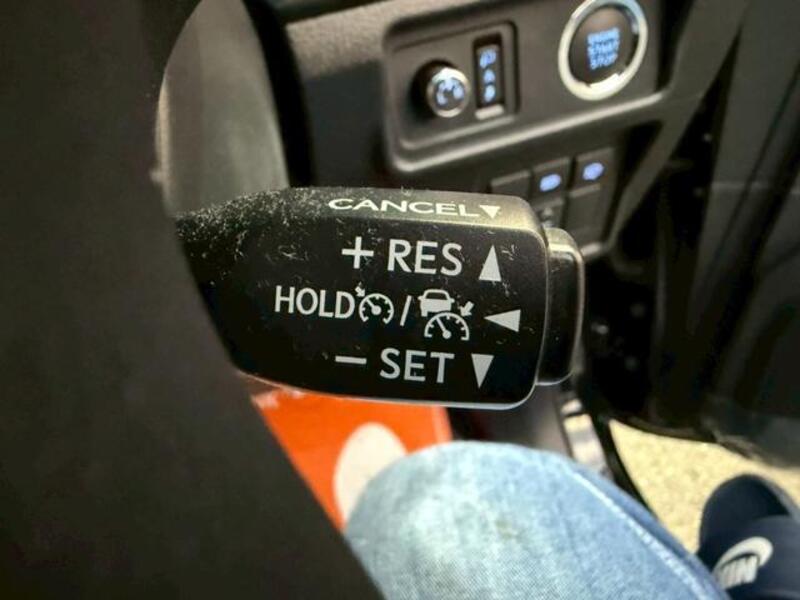 ENGINE
START
STOP
CANCEL
+ RES
HOLD /
- SET